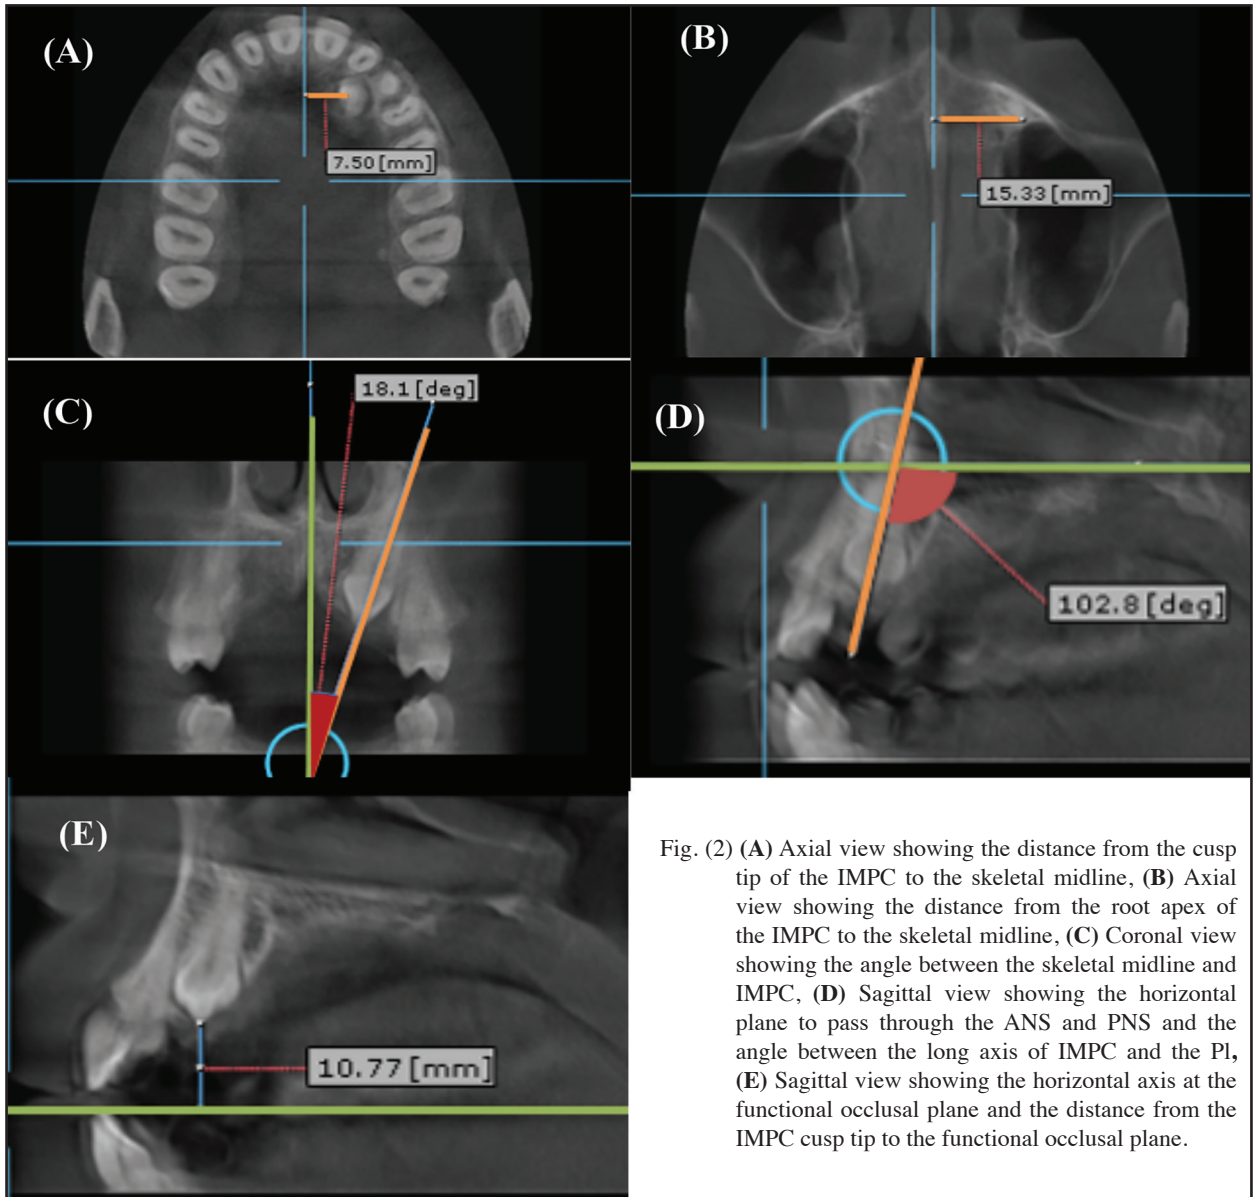 (A)
7.50 [mm]
(B)
15.33 [mm]
(C)
18.1 [deg]
(D)
102.8 [deg]
(E)
10.77 [mm]
Fig. (2) (A) Axial view showing the distance from the cusp
tip of the IMPC to the skeletal midline, (B) Axial
view showing the distance from the root apex of
the IMPC to the skeletal midline, (C) Coronal view
showing the angle between the skeletal midline and
IMPC, (D) Sagittal view showing the horizontal
plane to pass through the ANS and PNS and the
angle between the long axis of IMPC and the Pl,
(E) Sagittal view showing the horizontal axis at the
functional occlusal plane and the distance from the
IMPC cusp tip to the functional occlusal plane.